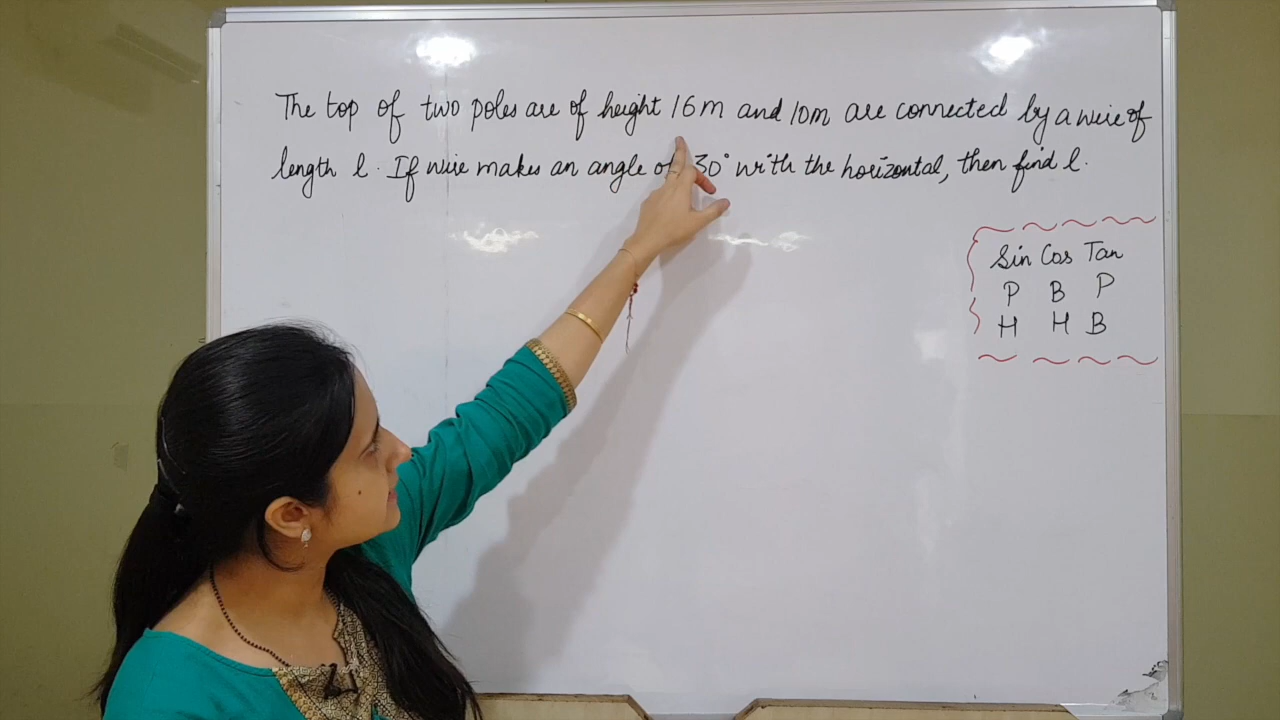 The top of two poles are of height 16m and 10m are connected by a wire of
length l. If wire makes an angle of 30° with the horizontal, then find l.
Sin Cos Tan
P B P
H H B